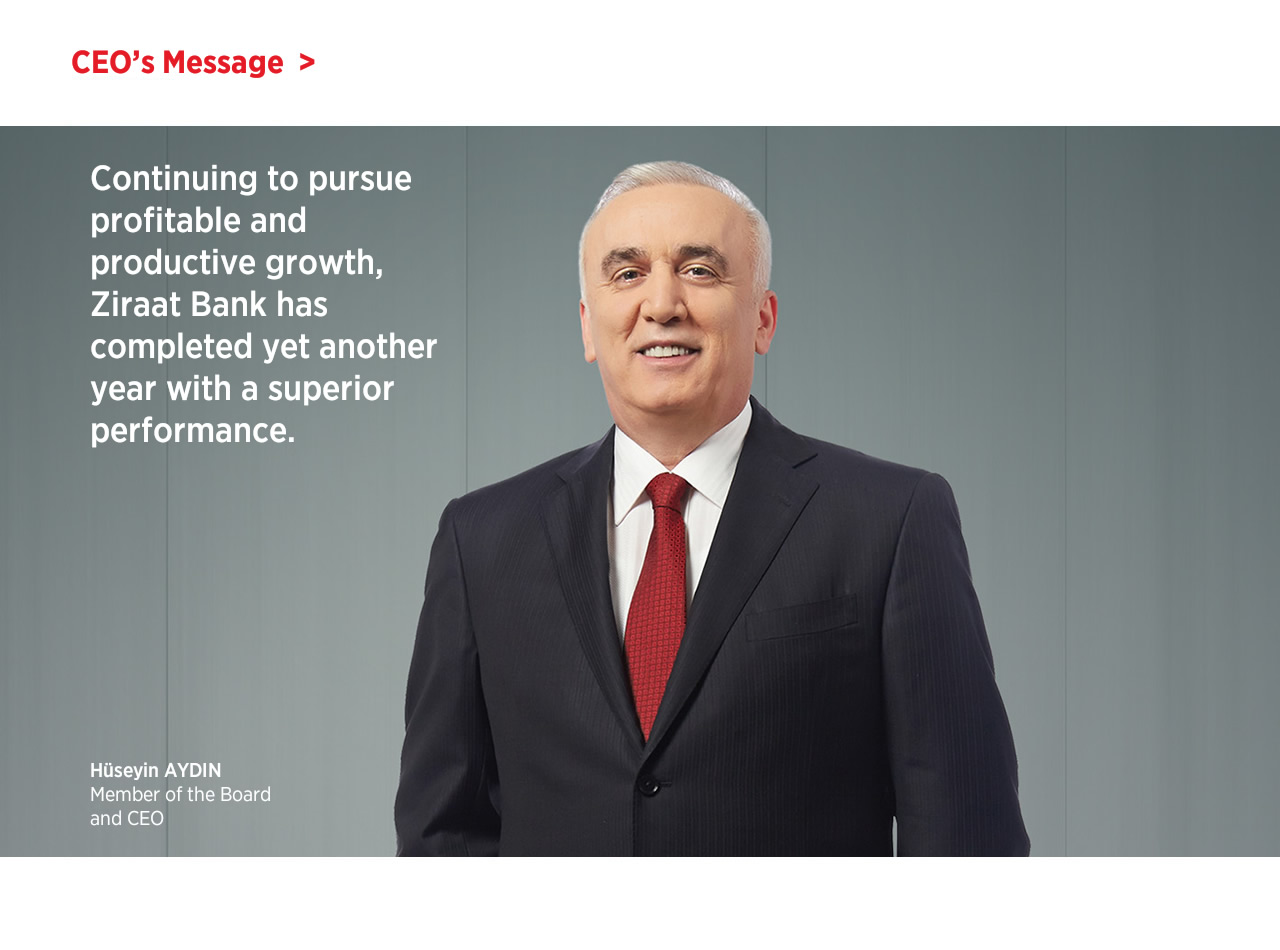 CEO’s Message >
Continuing to pursue
profitable and
productive growth,
Ziraat Bank has
completed yet another
year with a superior
performance.
Hüseyin AYDIN
Member of the Board
and CEO